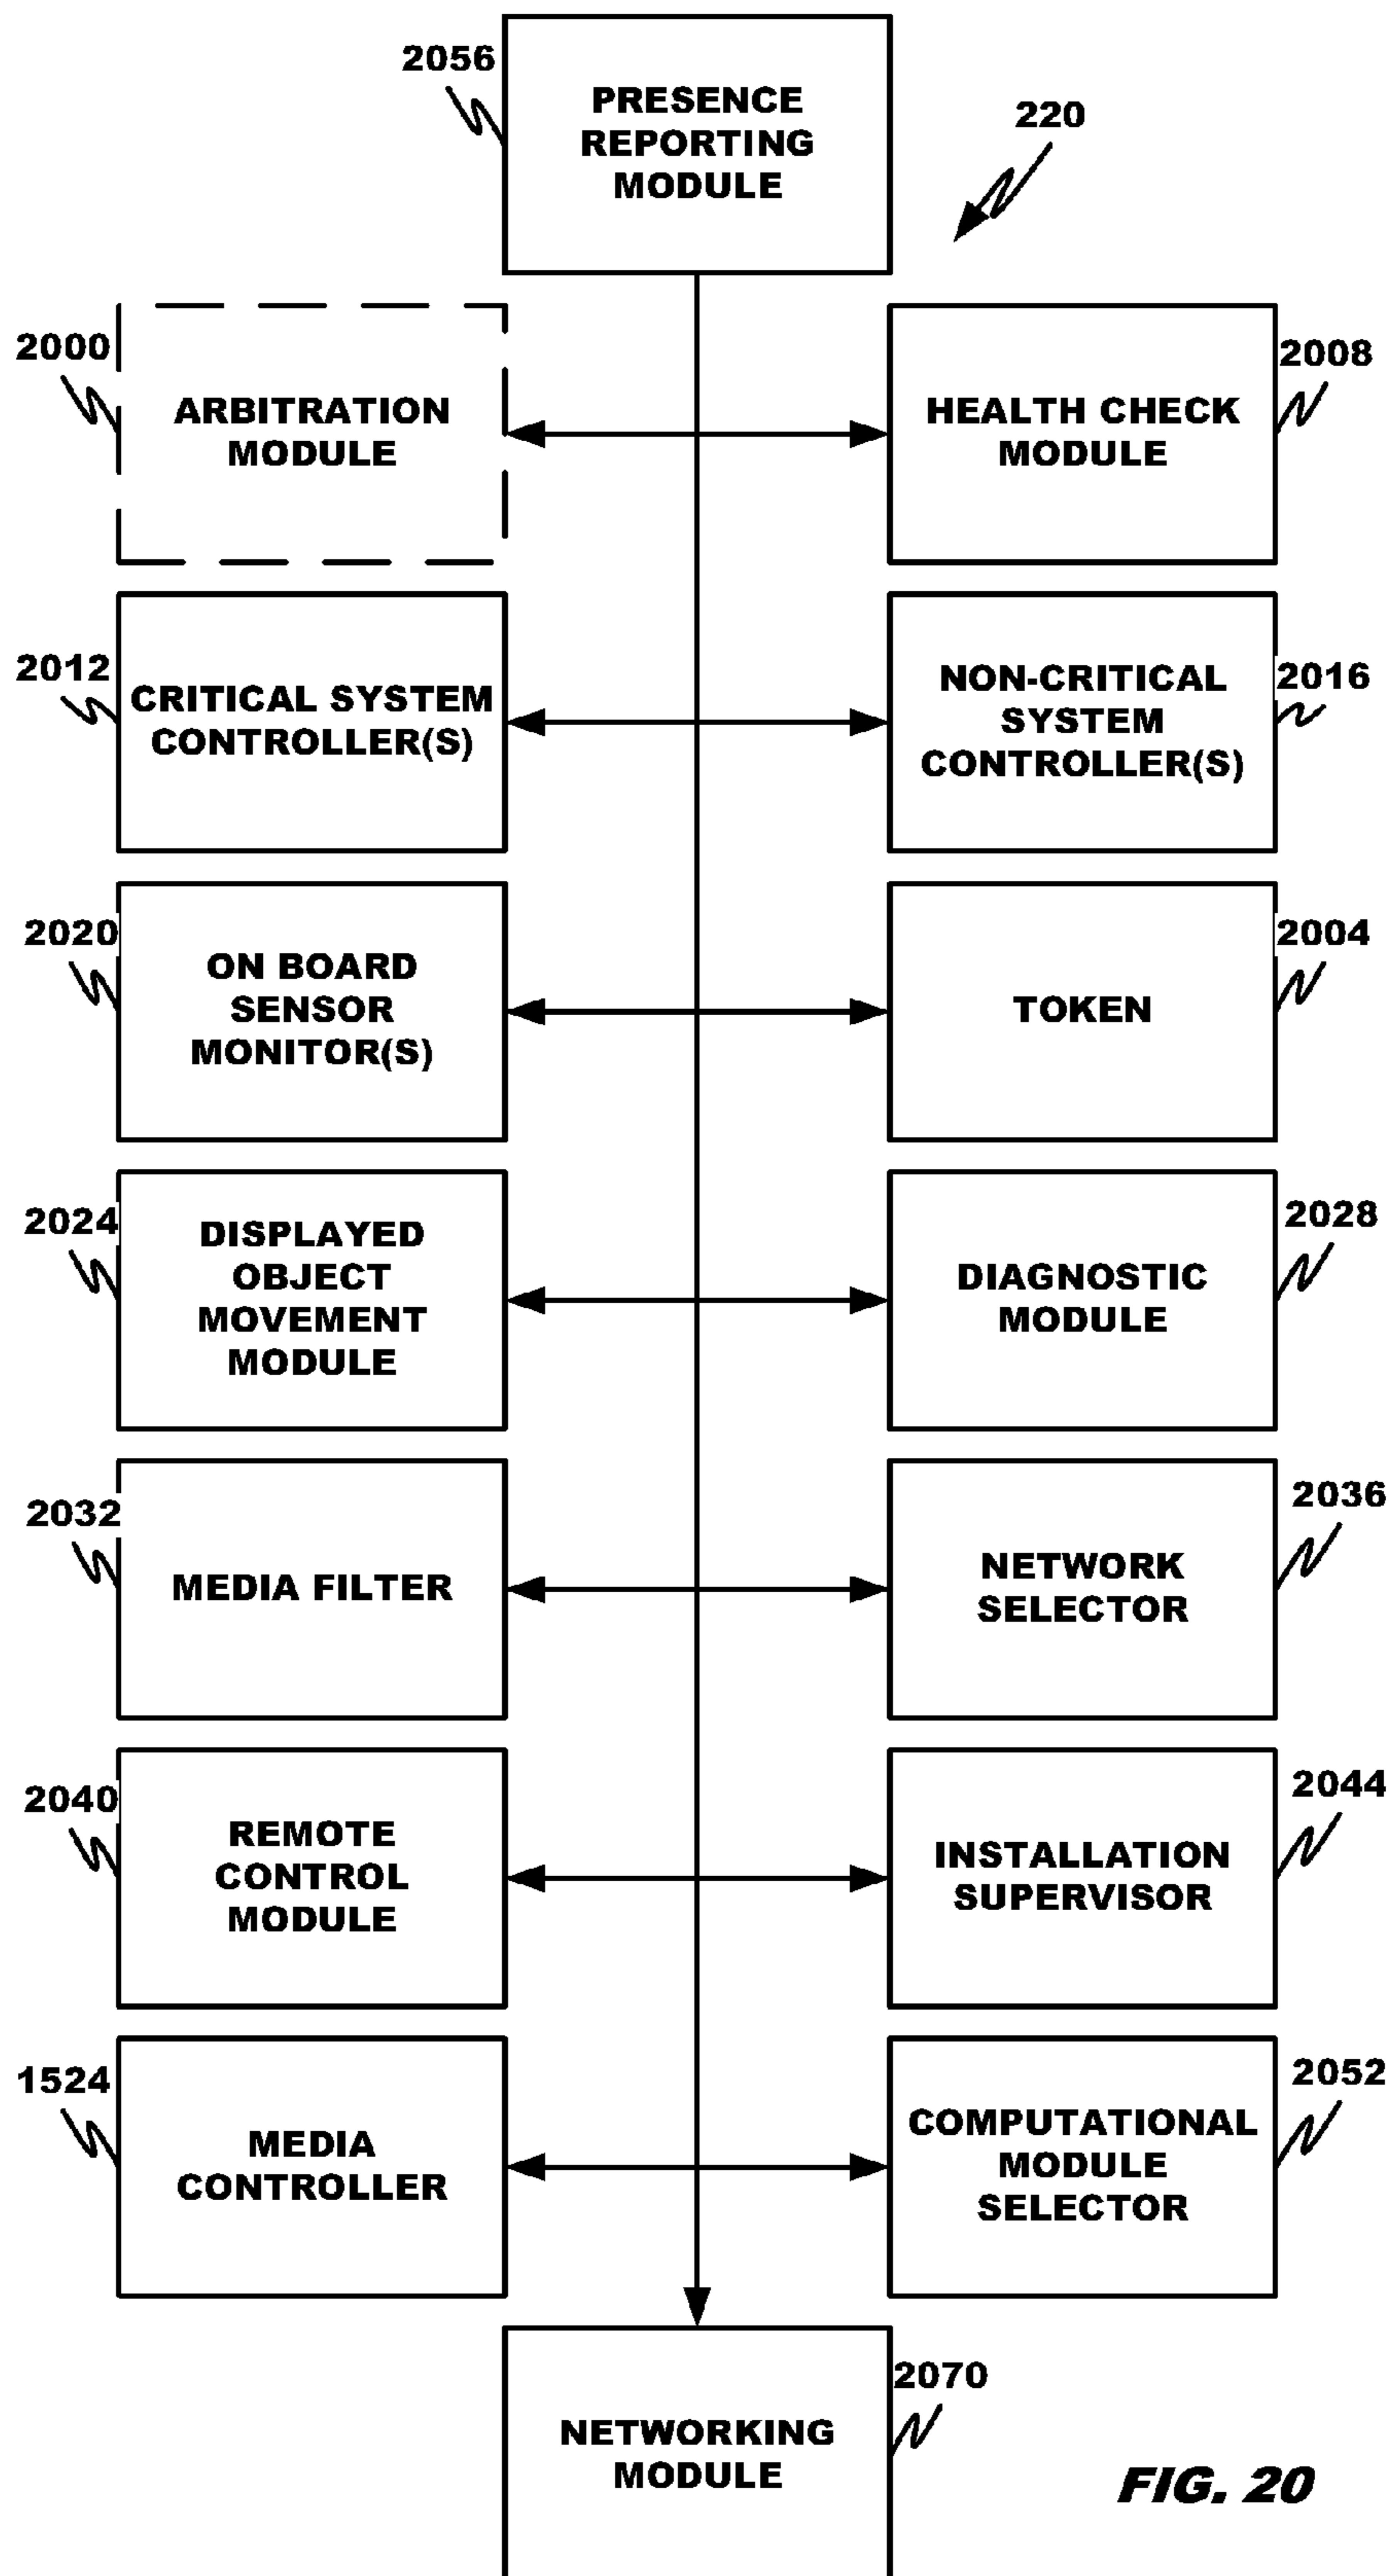 2056
PRESENCE
REPORTING
MODULE
220
2000
ARBITRATION
MODULE
HEALTH CHECK
MODULE
2008
2012
CRITICAL SYSTEM
CONTROLLER(S)
NON-CRITICAL
SYSTEM
CONTROLLER(S)
2016
2020
ON BOARD
SENSOR
MONITOR(S)
TOKEN
2004
2024
DISPLAYED
OBJECT
MOVEMENT
MODULE
DIAGNOSTIC
MODULE
2028
2032
MEDIA FILTER
NETWORK
SELECTOR
2036
2040
REMOTE
CONTROL
MODULE
INSTALLATION
SUPERVISOR
2044
1524
MEDIA
CONTROLLER
COMPUTATIONAL
MODULE
SELECTOR
2052
NETWORKING
MODULE
2070
FIG. 20